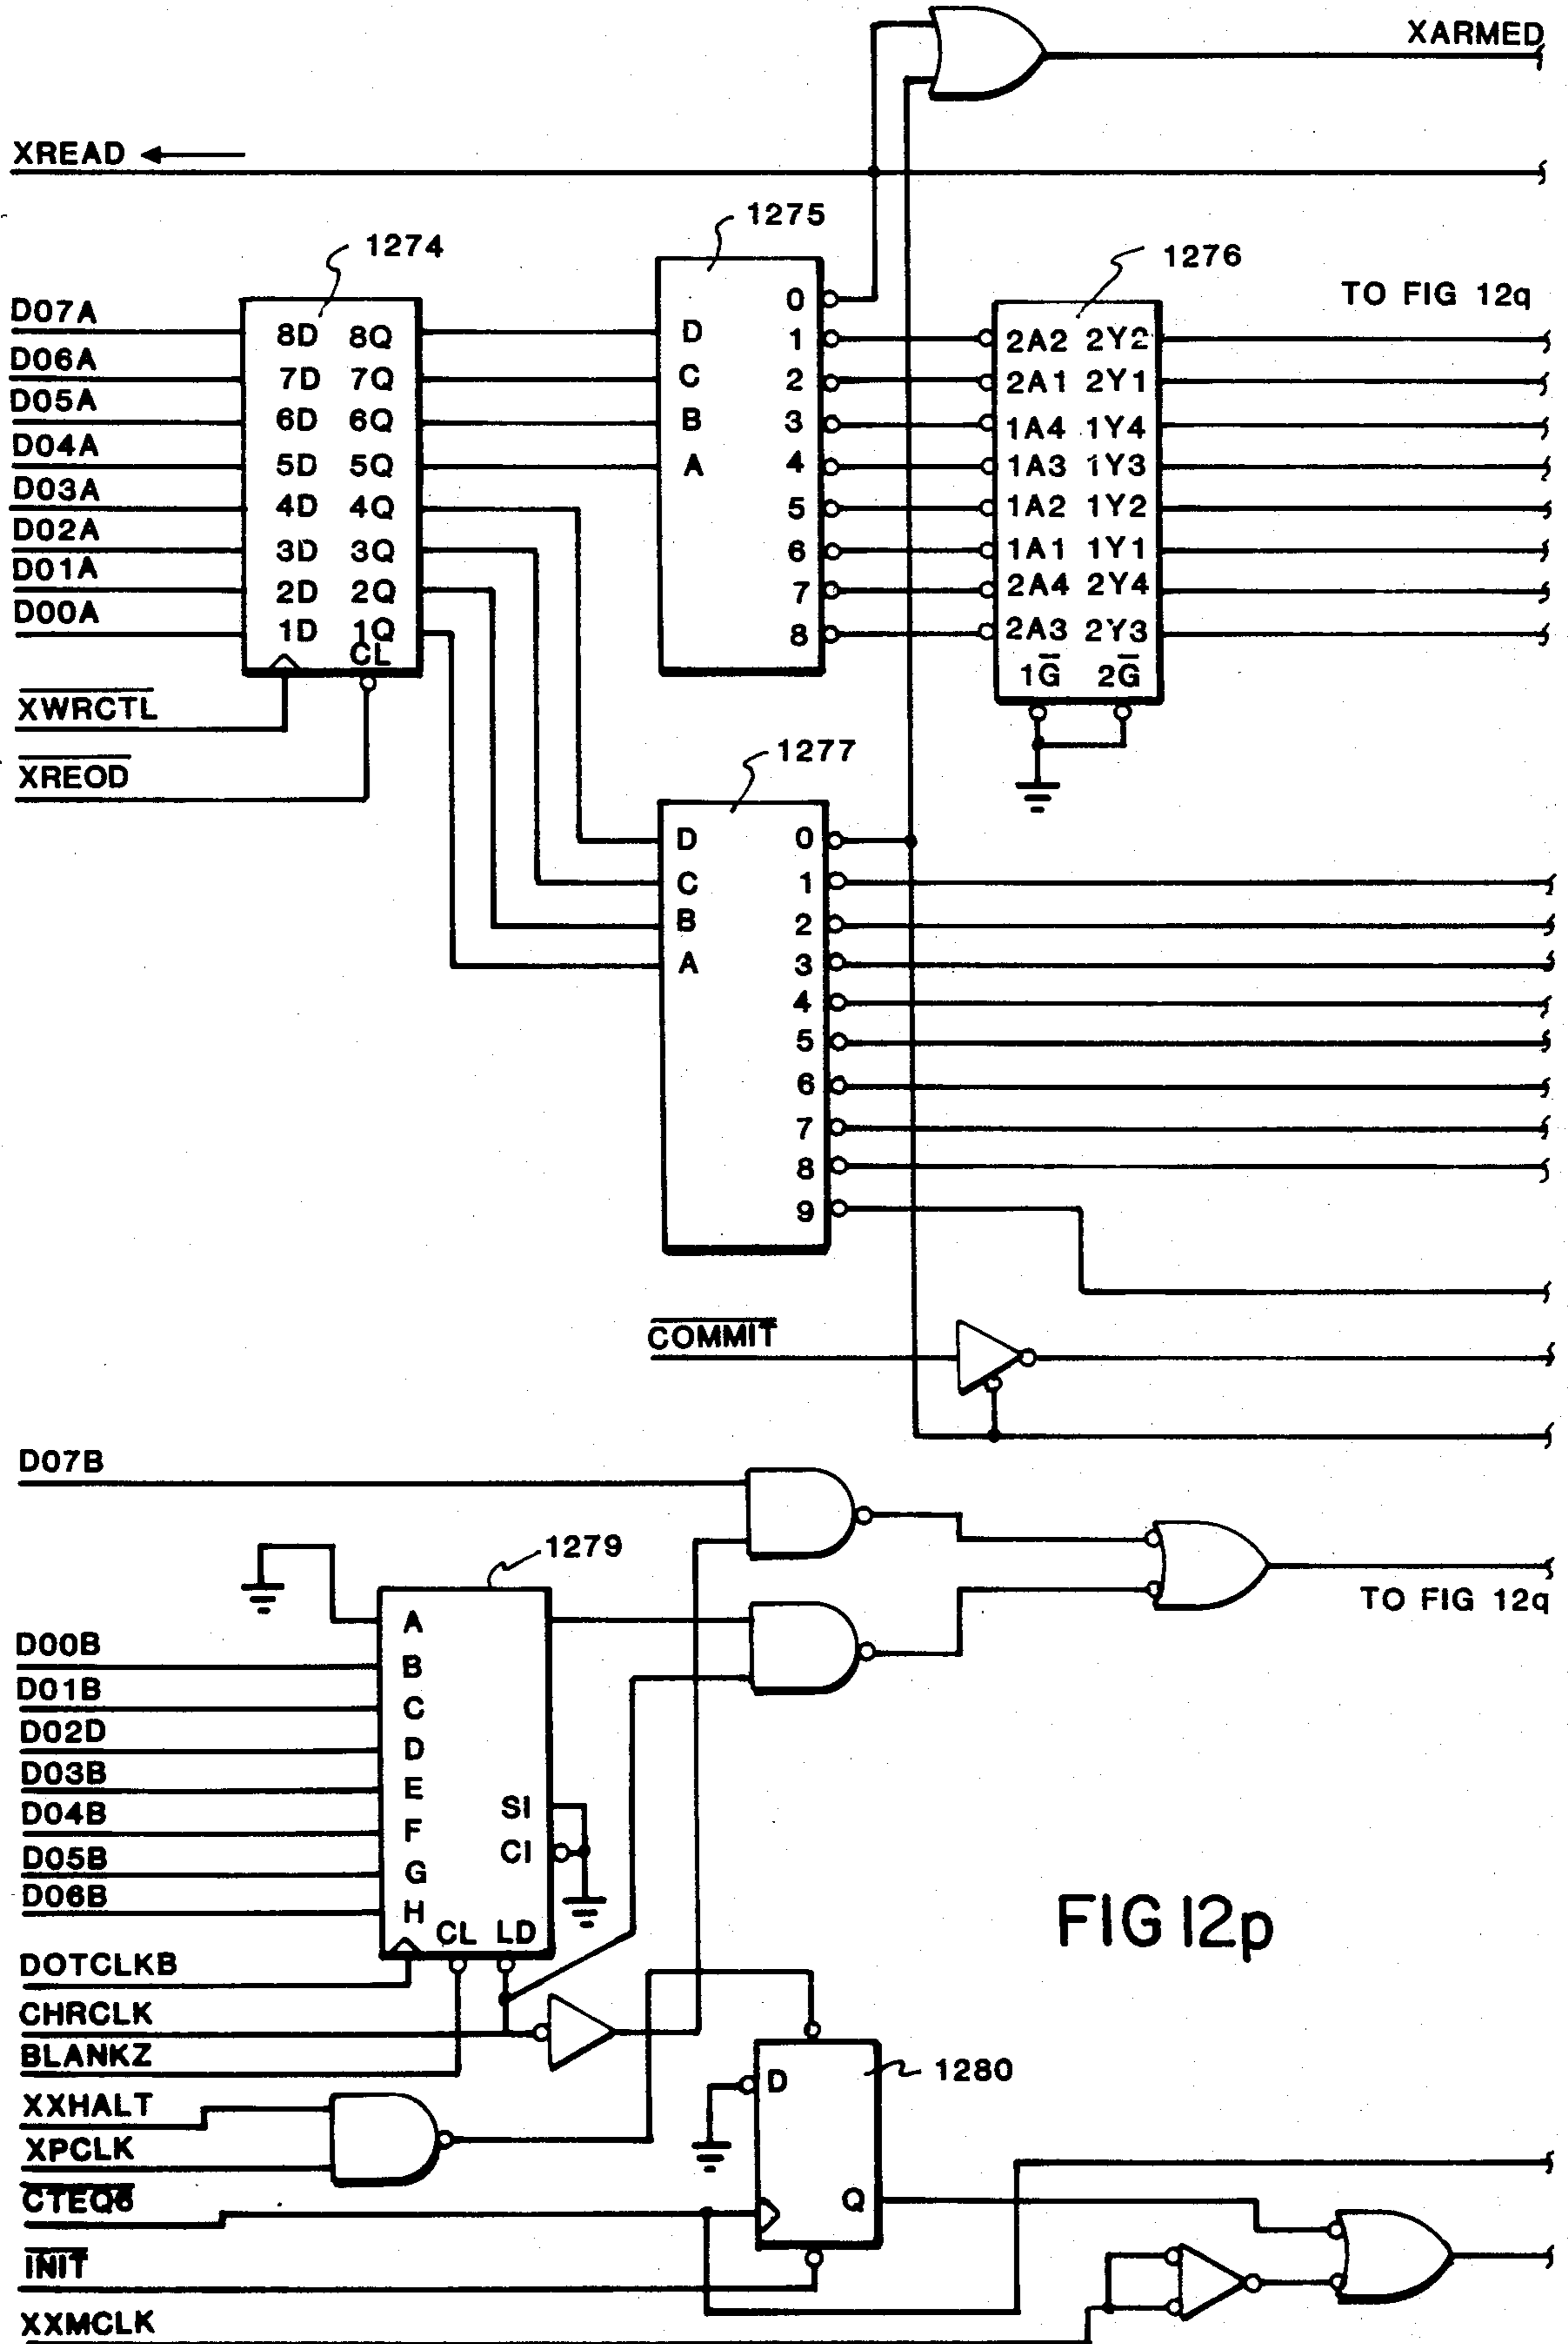 XARMED
XREAD
1275
1274
1276
TO FIG 12q
D07A
D06A
D05A
D04A
D03A
D02A
D01A
D00A
8D 8Q
7D 7Q
6D 6Q
5D 5Q
4D 4Q
3D 3Q
2D 2Q
1D 1Q
CL
D
C
B
A
0
1
2
3
4
5
6
7
8
2A2 2Y2
2A1 2Y1
1A4 1Y4
1A3 1Y3
1A2 1Y2
1A1 1Y1
2A4 2Y4
2A3 2Y3
1G̅ 2G̅
X̅W̅R̅C̅T̅L̅
X̅R̅E̅O̅D̅
1277
D
C
B
A
0
1
2
3
4
5
6
7
8
9
C̅O̅M̅M̅I̅T̅
D07B
1279
TO FIG 12q
D00B
D01B
D02D
D03B
D04B
D05B
D06B
A
B
C
D
E
F
G
H
SI
CI
CL LD
FIG 12p
DOTCLKB
CHRCLK
BLANKZ
XXHALT
XPCLK
C̅T̅E̅Q̅6̅
I̅N̅I̅T̅
XXMCLK
1280
D
Q